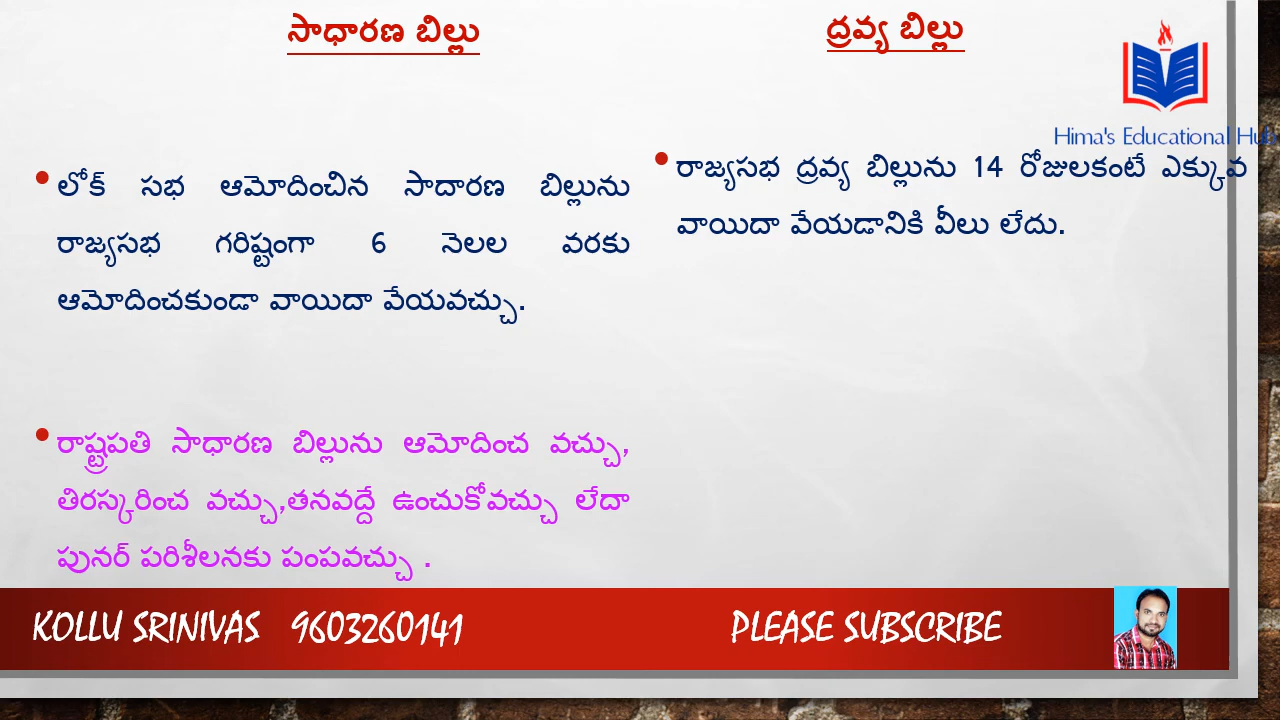 సాధారణ బిల్లు
ద్రవ్య బిల్లు
Hima's Educational Hub
లోక్ సభ ఆమోదించిన సాదారణ బిల్లును
రాజ్యసభ గరిష్టంగా 6 నెలల వరకు
ఆమోదించకుండా వాయిదా వేయవచ్చు.
రాష్ట్రపతి సాధారణ బిల్లును ఆమోదించ వచ్చు,
తిరస్కరించ వచ్చు,తనవద్దే ఉంచుకోవచ్చు లేదా
పునర్ పరిశీలనకు పంపవచ్చు .
రాజ్యసభ ద్రవ్య బిల్లును 14 రోజులకంటే ఎక్కువ
వాయిదా వేయడానికి వీలు లేదు.
KOLLU SRINIVAS 9603260141
PLEASE SUBSCRIBE